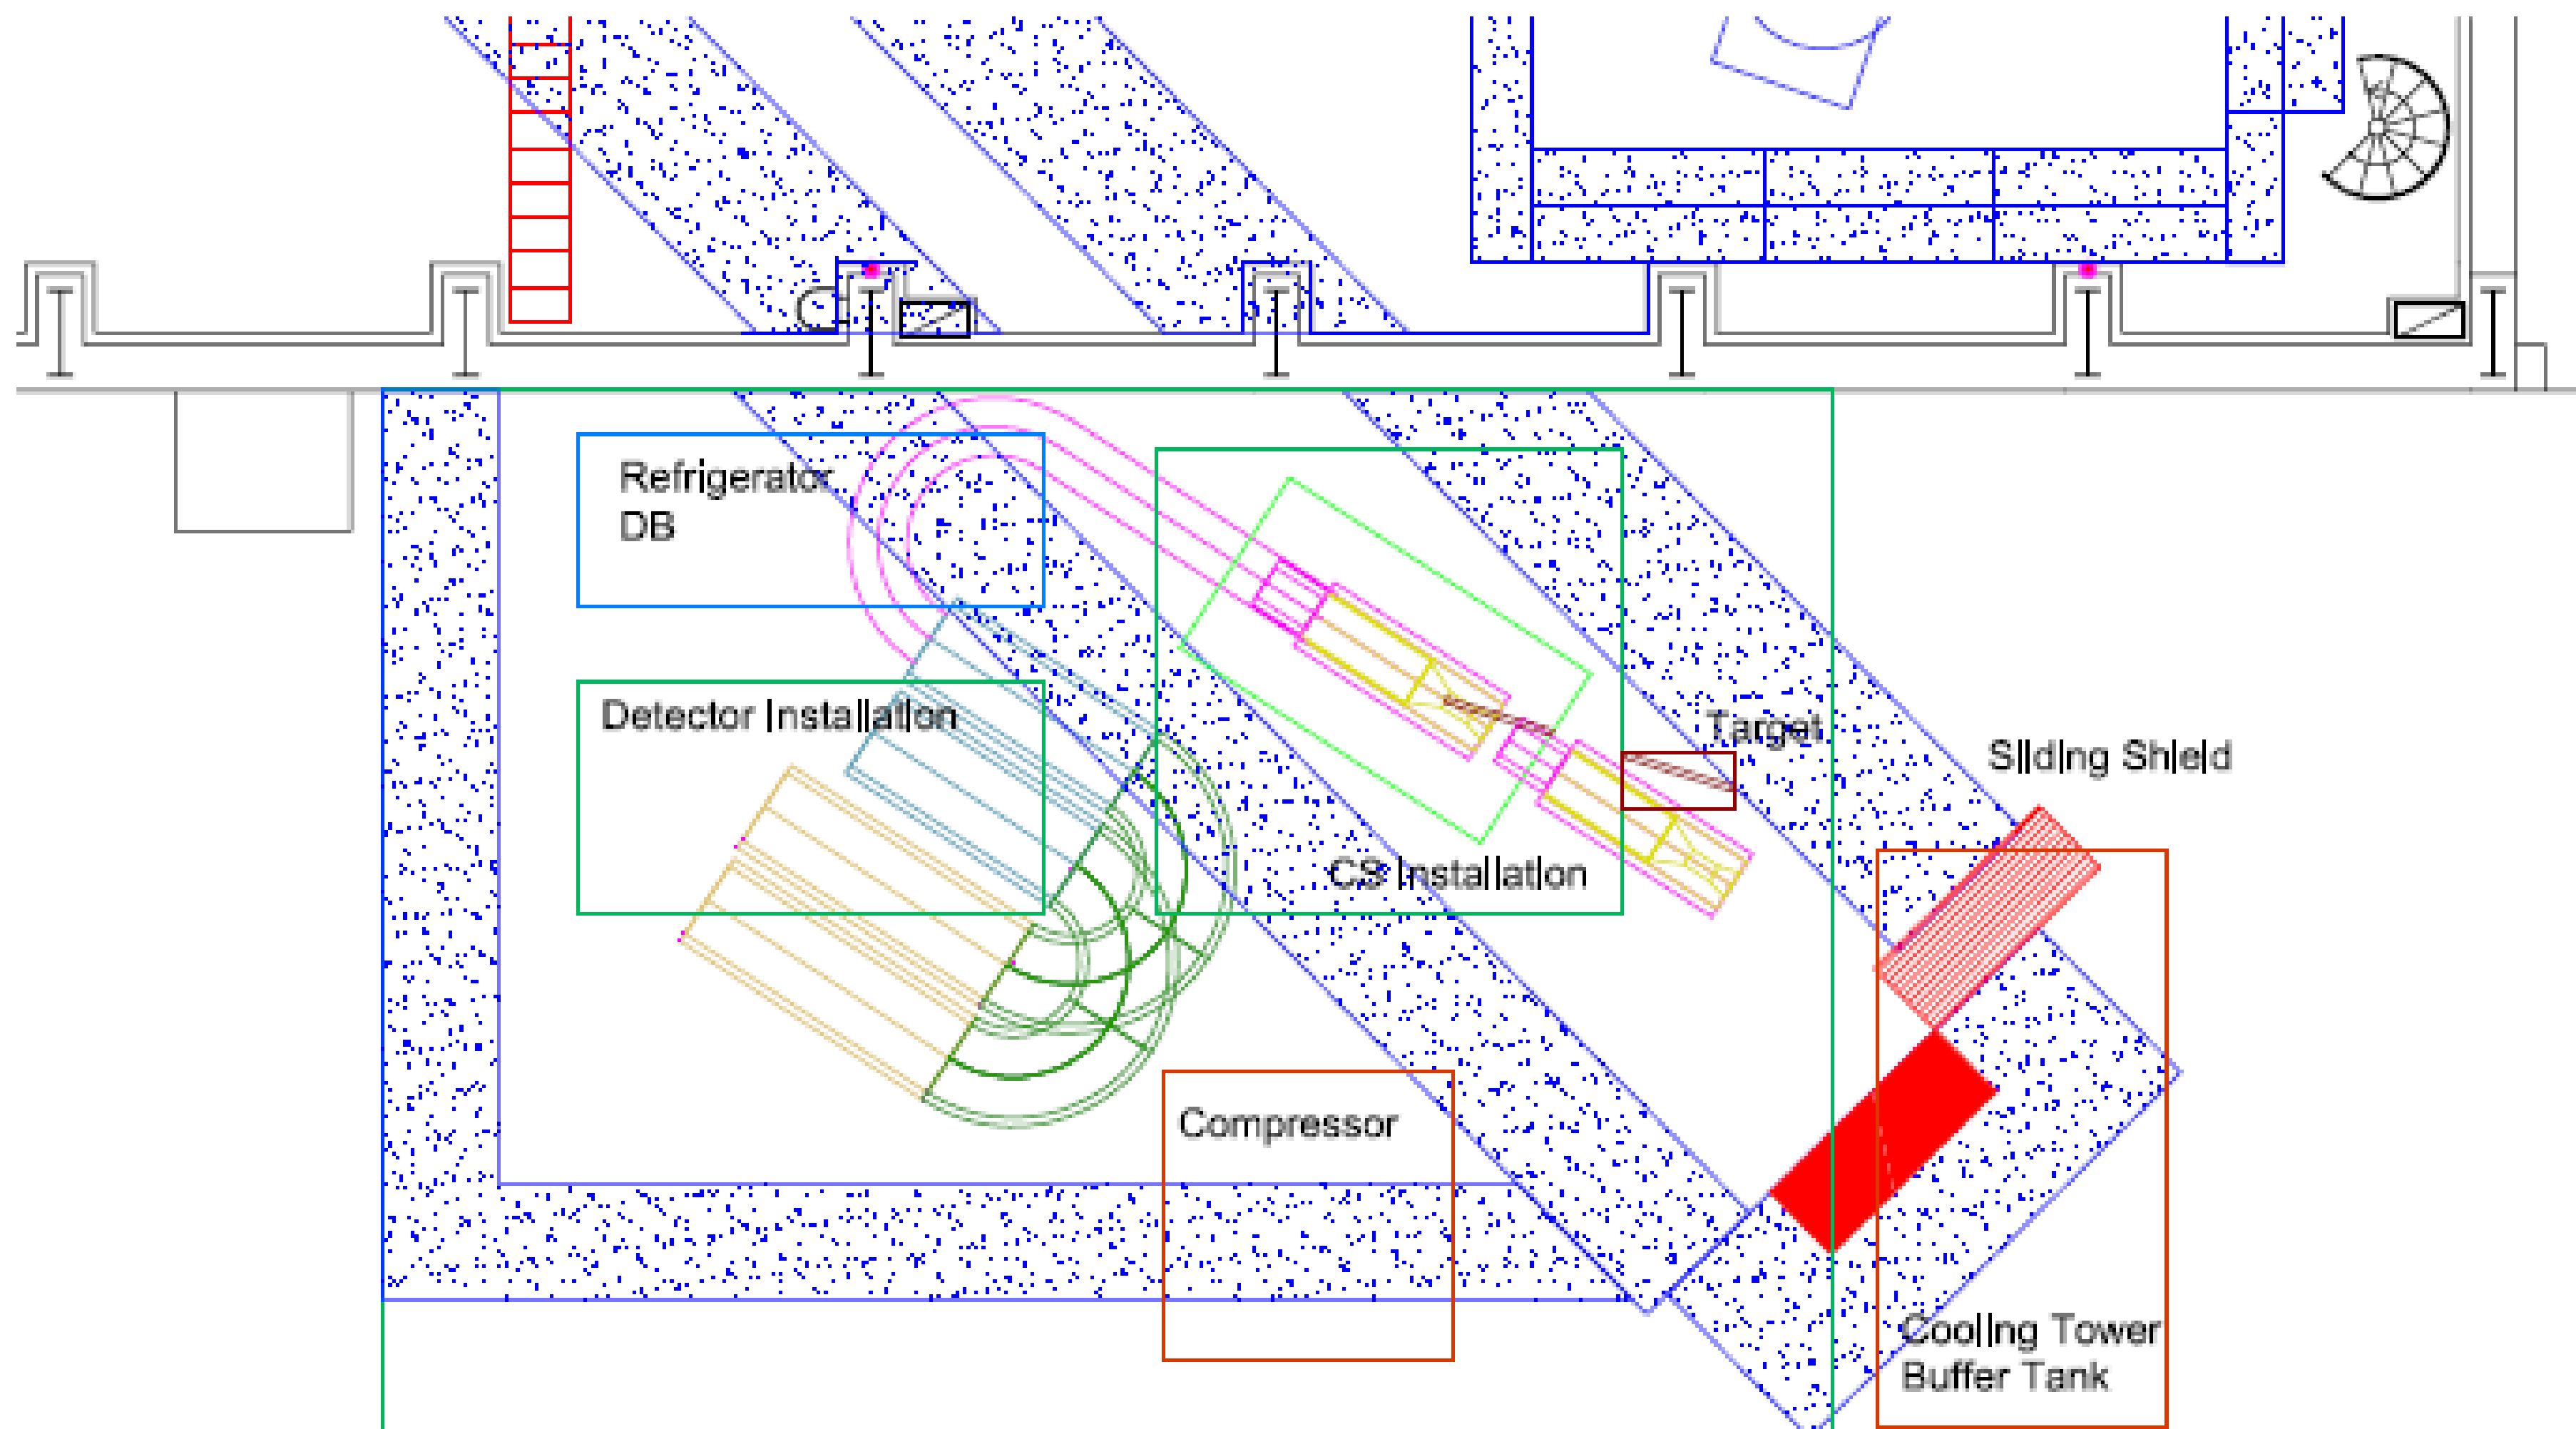 Refrigerator
DB
Detector Installation
Target
Sliding Shield
CS Installation
Compressor
Cooling Tower
Buffer Tank